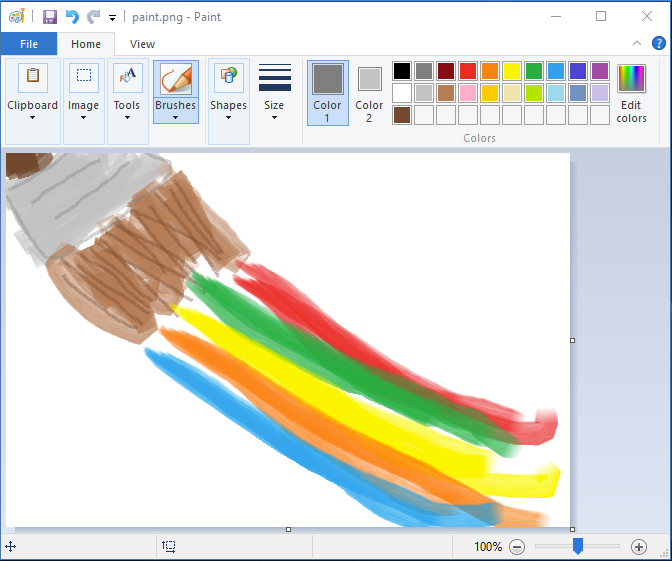 paint.png - Paint
File Home View
Clipboard Image Tools Brushes Shapes Size Color 1 Color 2 Edit colors
Colors
100%